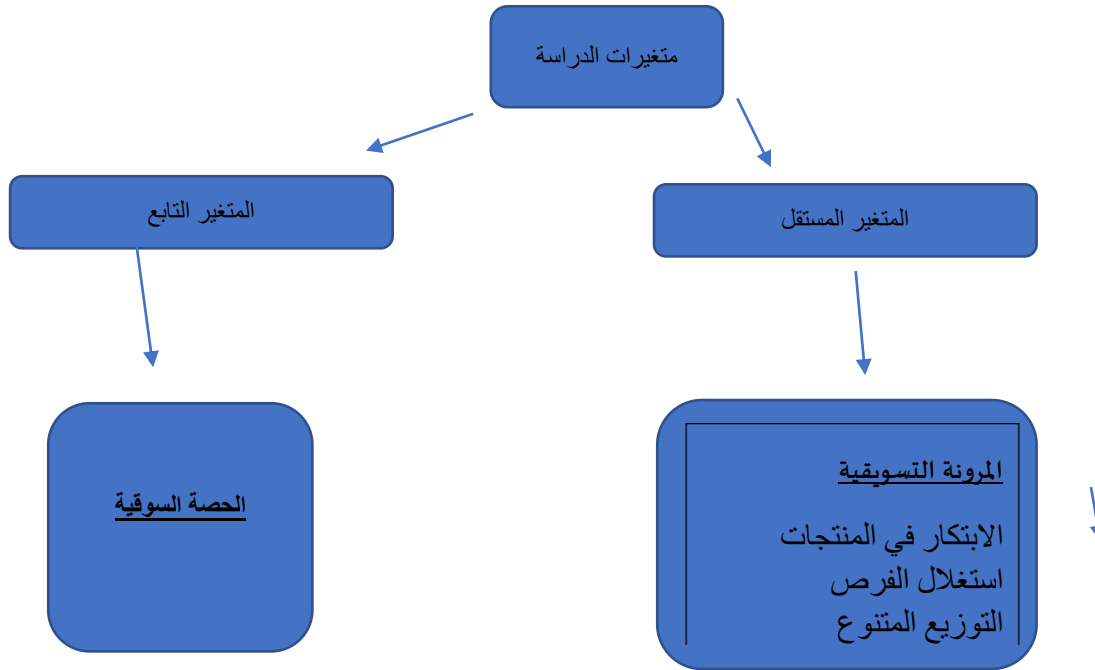 متغيرات الدراسة
المتغير المستقل
المتغير التابع
المرونة التسويقية
الابتكار في المنتجات
استغلال الفرص
التوزيع المتنوع
الحصة السوقية